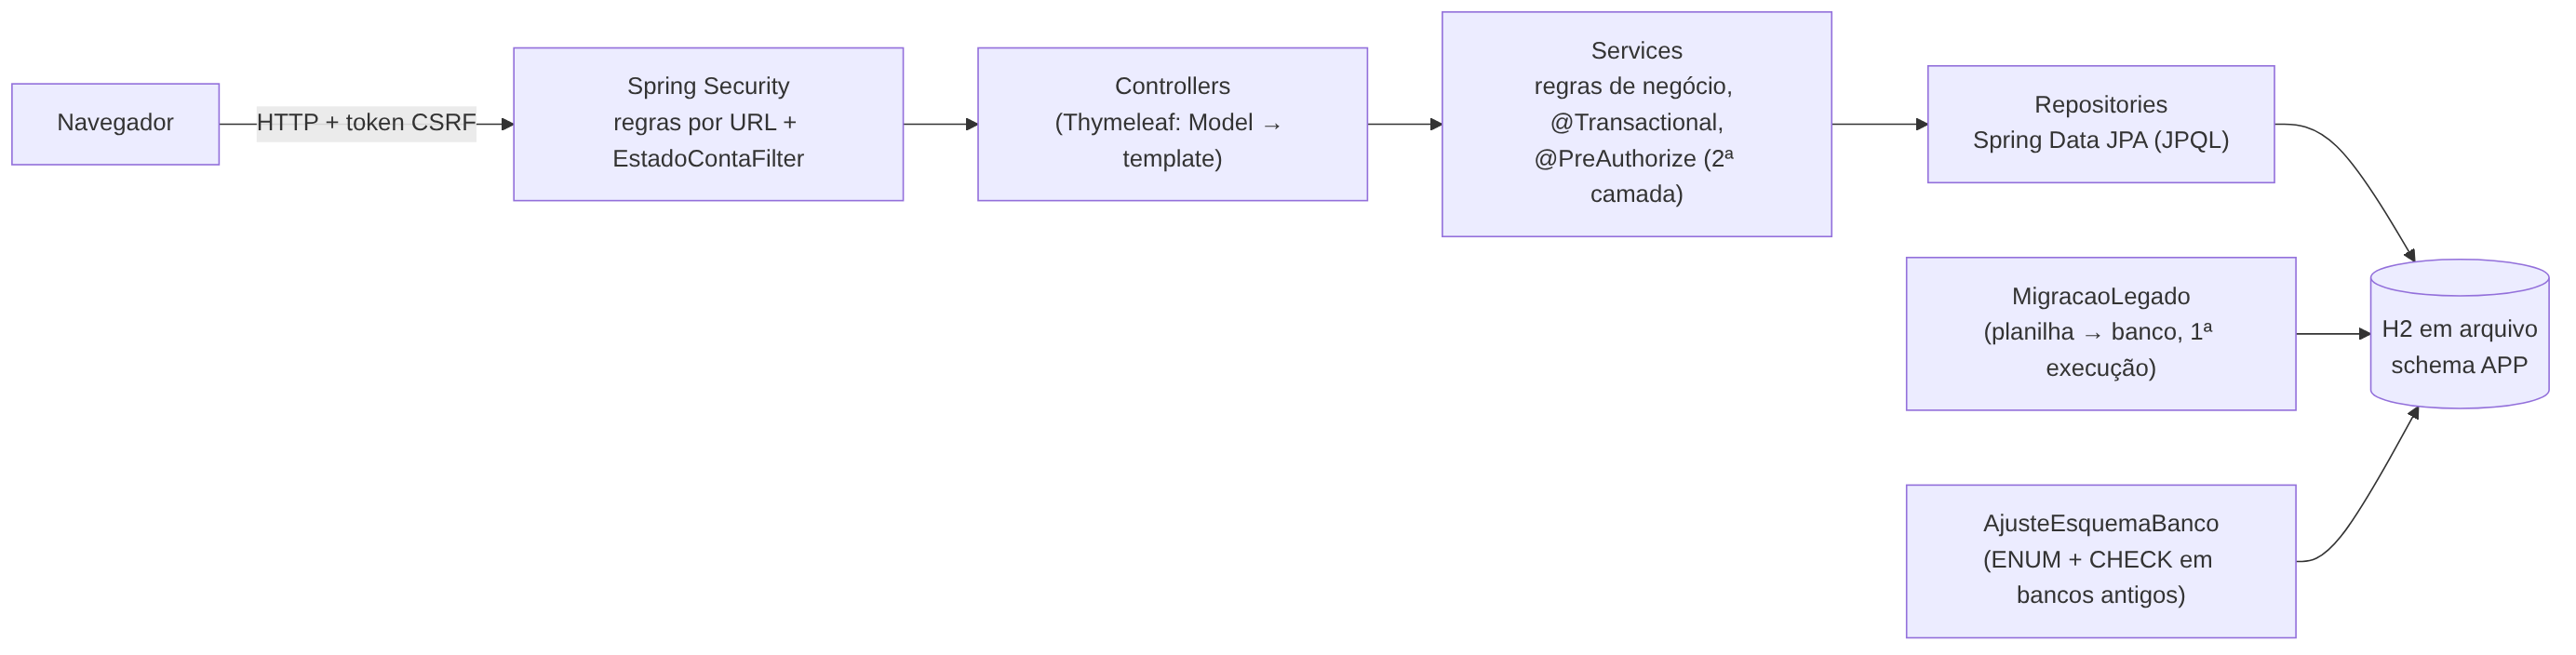 Navegador
HTTP + token CSRF
Spring Security
regras por URL +
EstadoContaFilter
Controllers
(Thymeleaf: Model →
template)
Services
regras de negócio,
@Transactional,
@PreAuthorize (2ª
camada)
Repositories
Spring Data JPA (JPQL)
MigracaoLegado
(planilha → banco, 1ª
execução)
H2 em arquivo
schema APP
AjusteEsquemaBanco
(ENUM + CHECK em
bancos antigos)